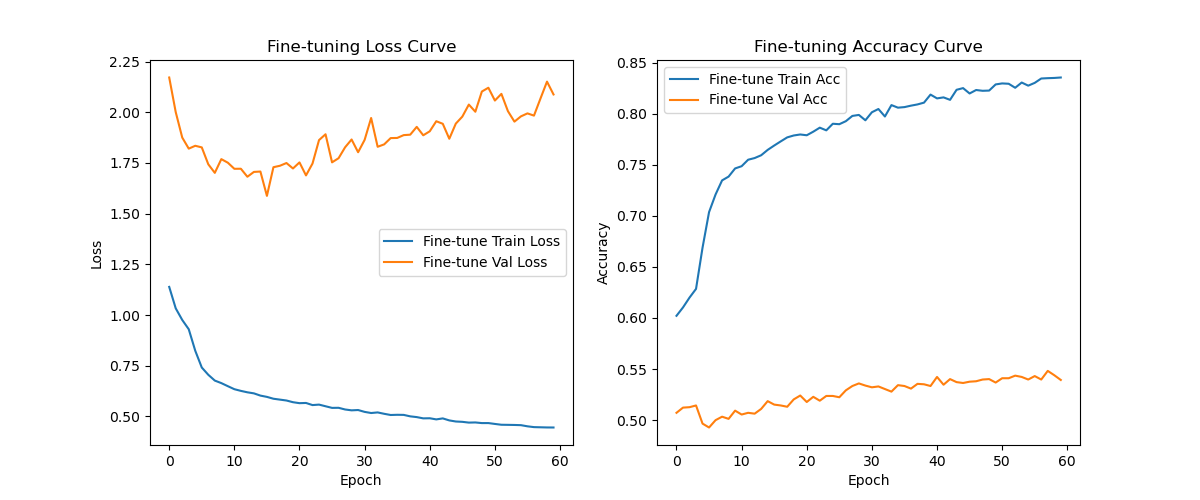 Fine-tuning Loss Curve
2.25
2.00
1.75
1.50
1.25
1.00
0.75
0.50
Loss
Fine-tune Train Loss
Fine-tune Val Loss
0 10 20 30 40 50 60
Epoch
Fine-tuning Accuracy Curve
0.85
0.80
0.75
0.70
0.65
0.60
0.55
0.50
Accuracy
Fine-tune Train Acc
Fine-tune Val Acc
0 10 20 30 40 50 60
Epoch